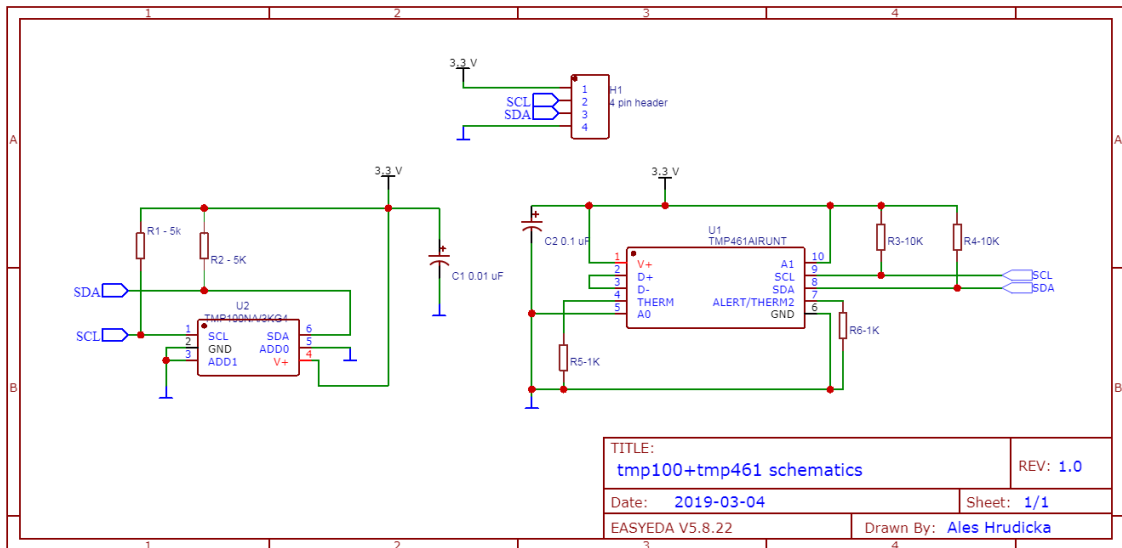 1 2 3 4
A A
B B
3.3 V
H1
4 pin header
SCL
SDA
1
2
3
4
3.3 V
R1 - 5k
R2 - 5K
C1 0.01 uF
SDA
SCL
U2
TMP100NA/3KG4
1 SCL SDA 6
2 GND ADD0 5
3 ADD1 V+ 4
3.3 V
C2 0.1 uF
U1
TMP461AIRUNT
R3-10K
R4-10K
1 V+ A1 10
2 D+ SCL 9
3 D- SDA 8
4 THERM ALERT/THERM2 7
5 A0 GND 6
SCL
SDA
R5-1K
R6-1K
TITLE:
tmp100+tmp461 schematics
REV: 1.0
Date: 2019-03-04
Sheet: 1/1
EASYEDA V5.8.22
Drawn By: Ales Hrudicka
1 2 3 4